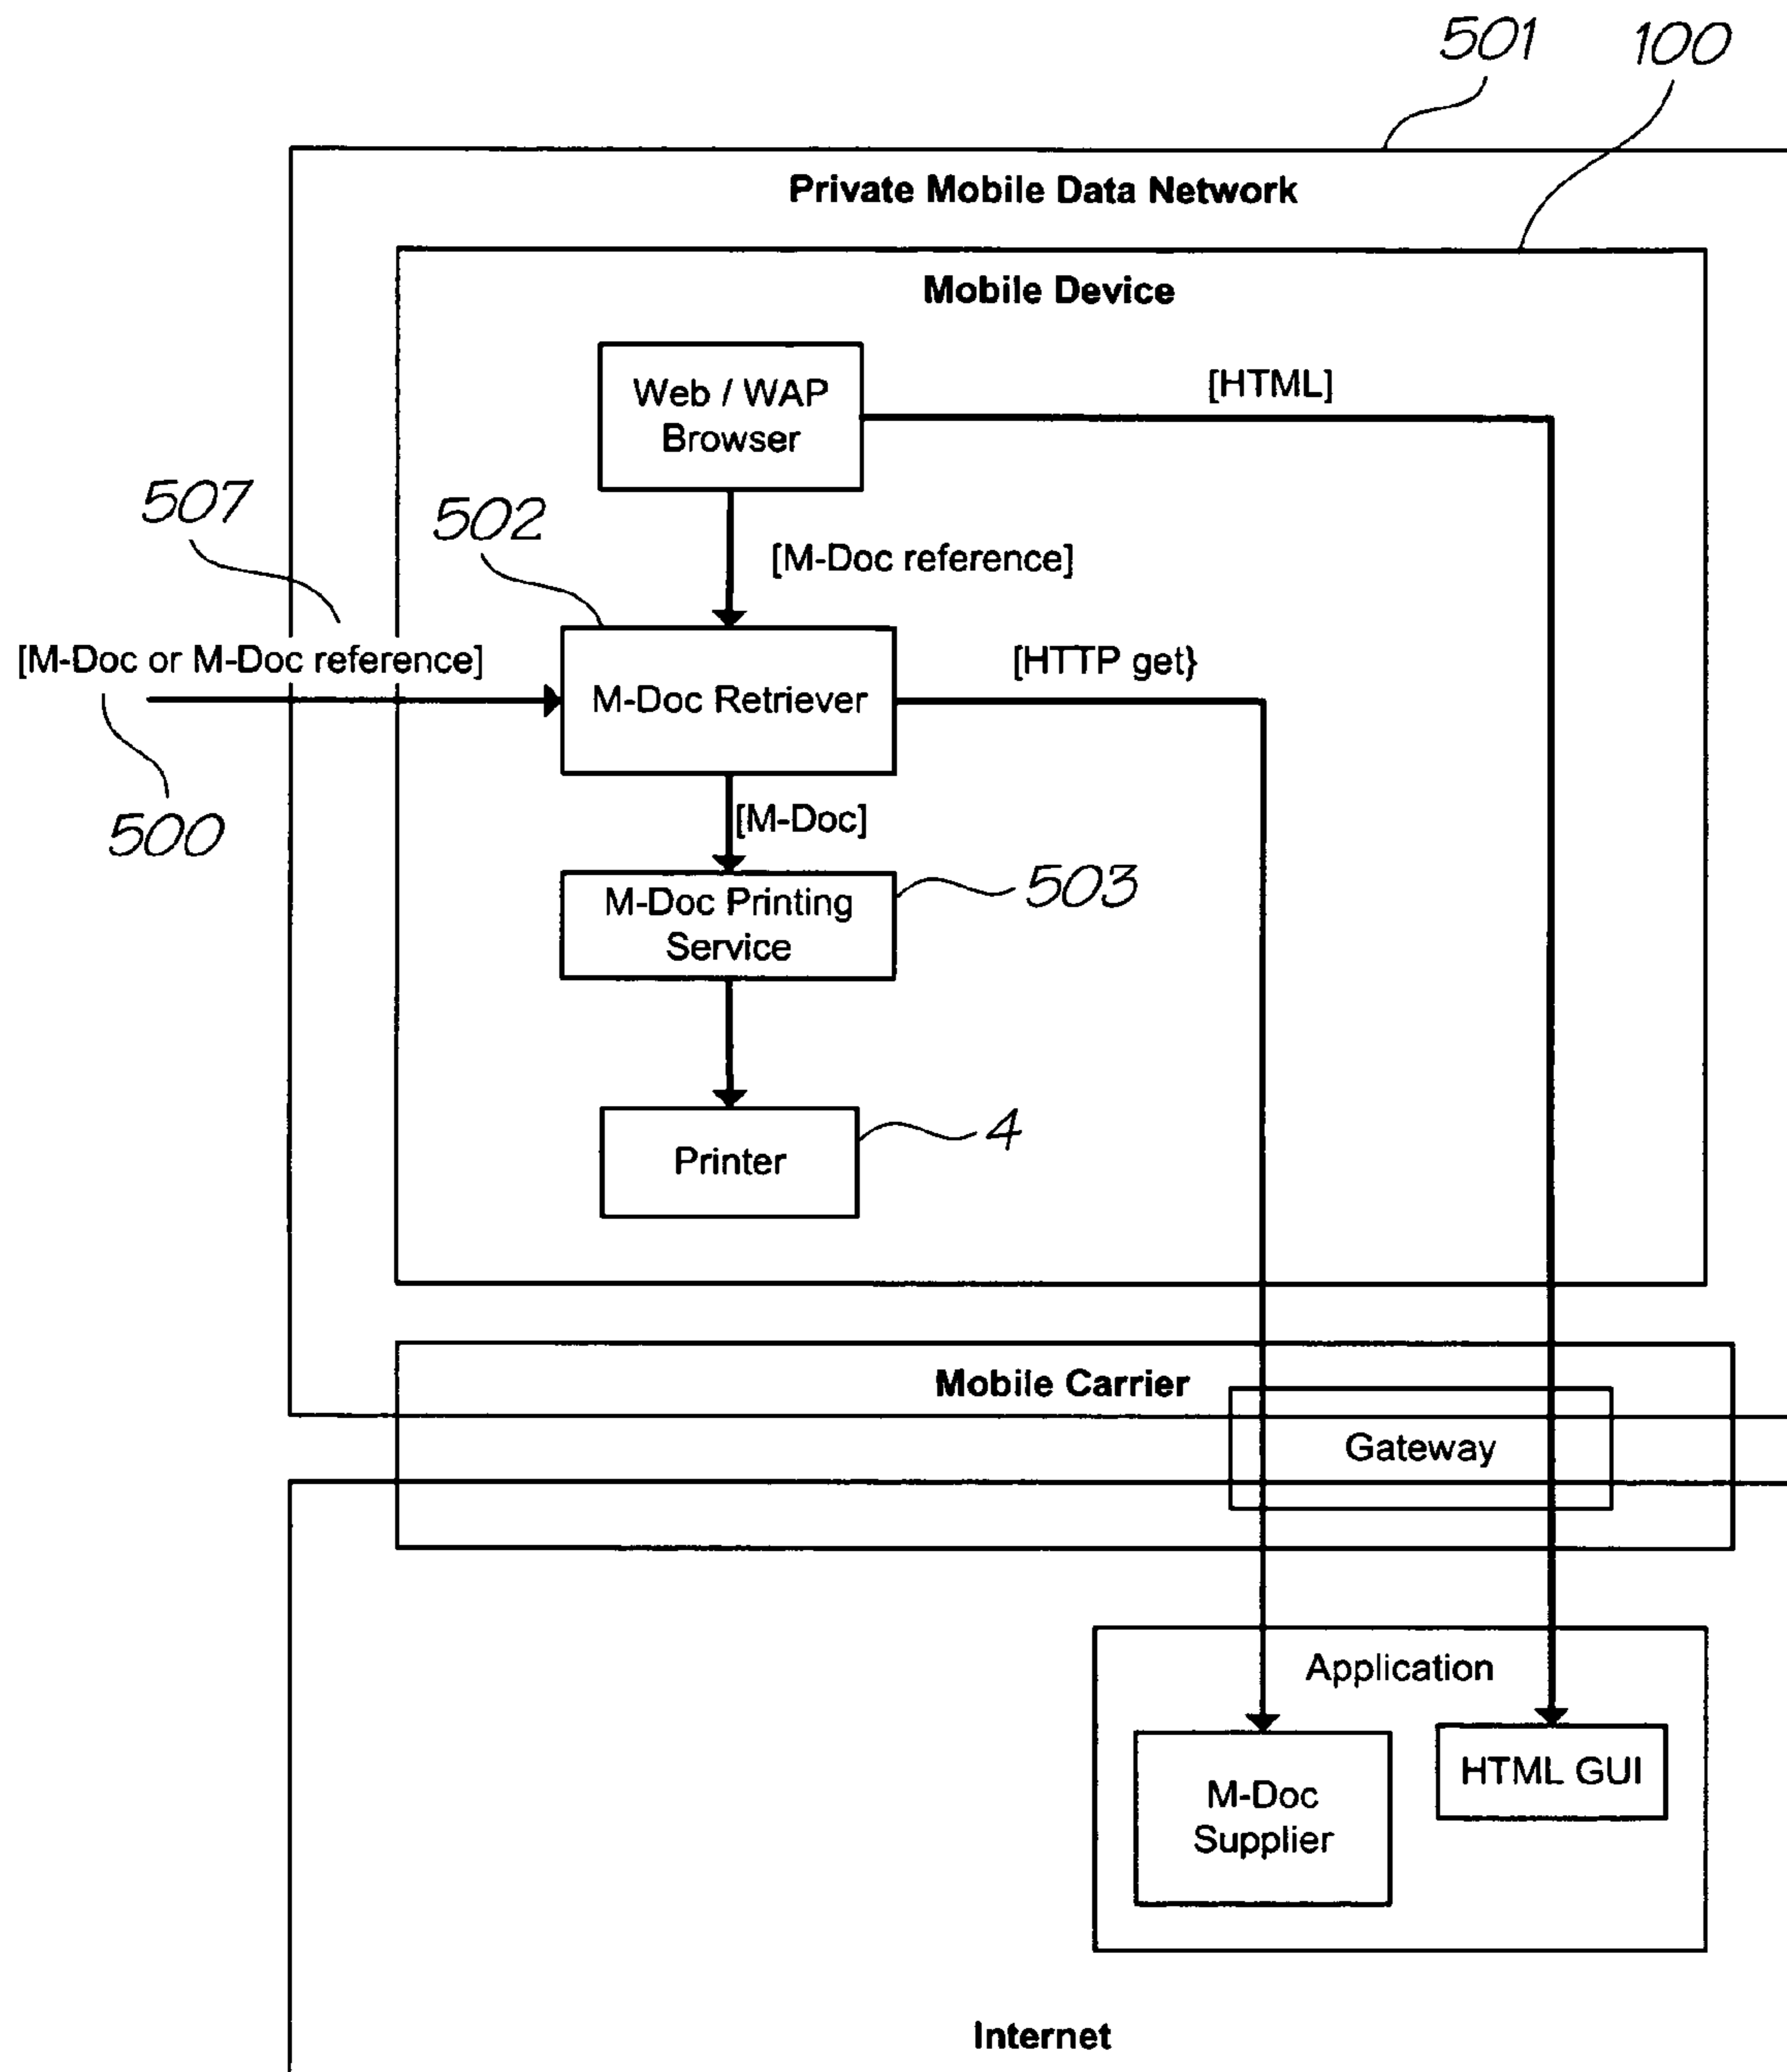 501
100
Private Mobile Data Network
Mobile Device
Web / WAP
Browser
[HTML]
507
502
[M-Doc reference]
[M-Doc or M-Doc reference]
M-Doc Retriever
[HTTP get}
500
[M-Doc]
M-Doc Printing
Service
503
Printer
4
Mobile Carrier
Gateway
Application
M-Doc
Supplier
HTML GUI
Internet